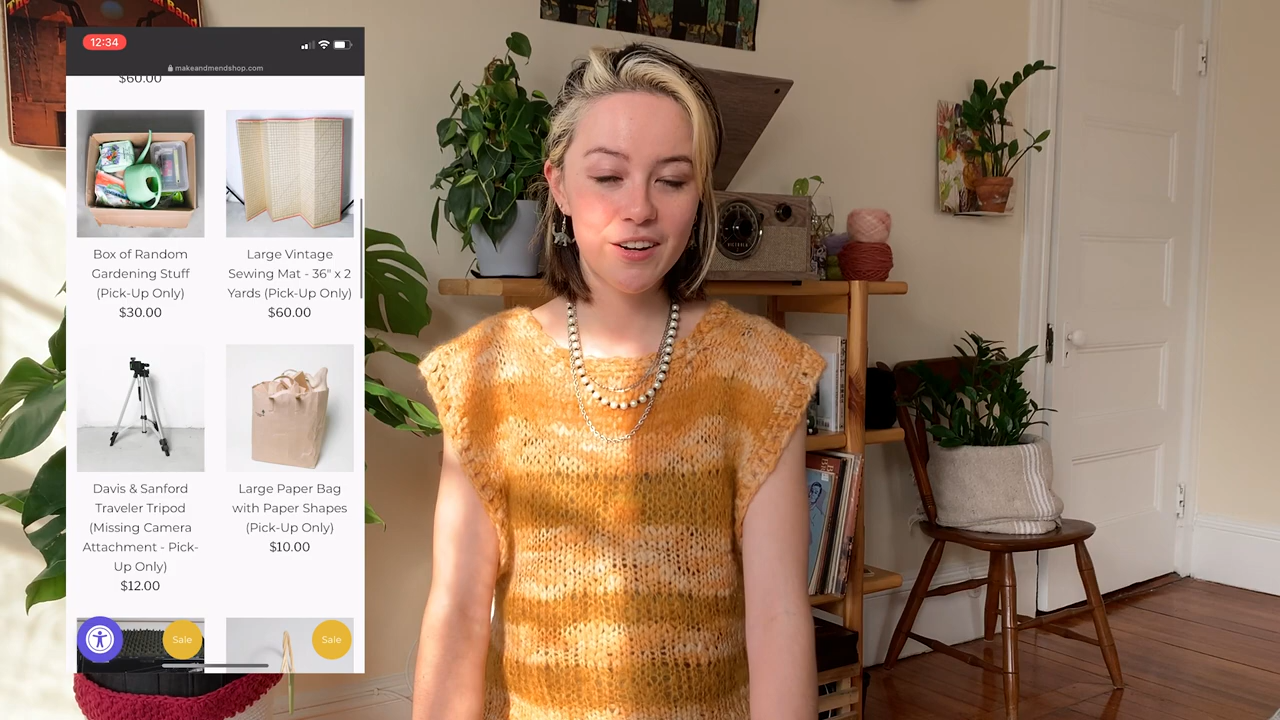 12:34
makeandmendshop.com
$60.00
Box of Random
Gardening Stuff
(Pick-Up Only)
$30.00
Large Vintage
Sewing Mat - 36" x 2
Yards (Pick-Up Only)
$60.00
Davis & Sanford
Traveler Tripod
(Missing Camera
Attachment - Pick-
Up Only)
$12.00
Large Paper Bag
with Paper Shapes
(Pick-Up Only)
$10.00
Sale
Sale